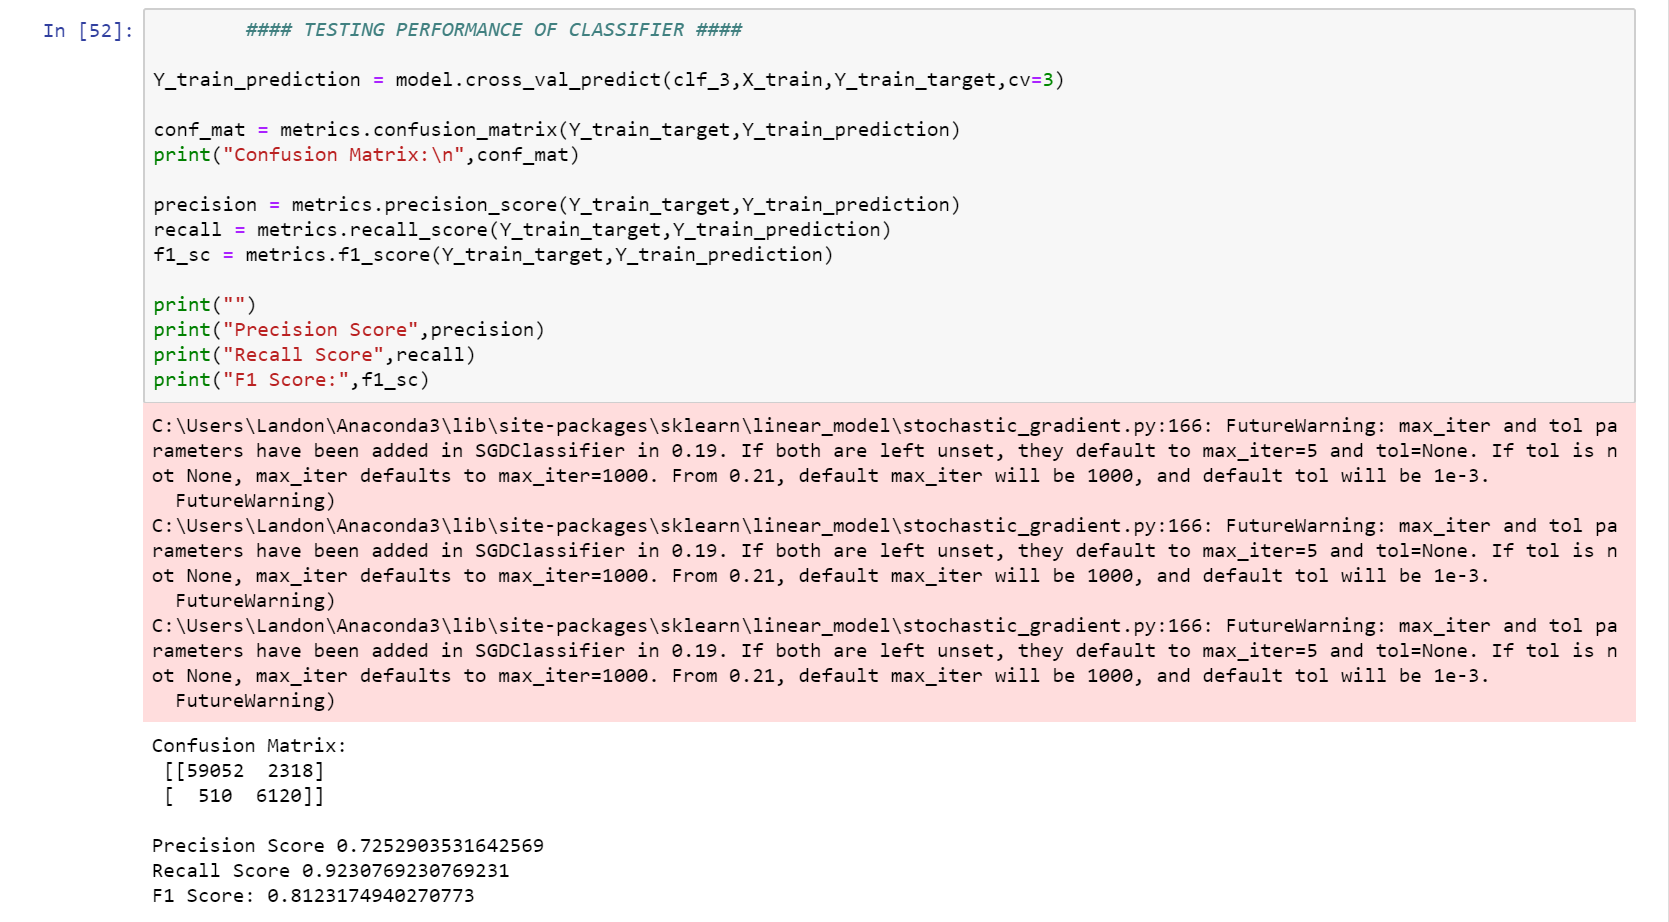 In [52]:
#### TESTING PERFORMANCE OF CLASSIFIER ####
Y_train_prediction = model.cross_val_predict(clf_3,X_train,Y_train_target,cv=3)
conf_mat = metrics.confusion_matrix(Y_train_target,Y_train_prediction)
print("Confusion Matrix:\n",conf_mat)
precision = metrics.precision_score(Y_train_target,Y_train_prediction)
recall = metrics.recall_score(Y_train_target,Y_train_prediction)
f1_sc = metrics.f1_score(Y_train_target,Y_train_prediction)
print("")
print("Precision Score",precision)
print("Recall Score",recall)
print("F1 Score:",f1_sc)
C:\Users\Landon\Anaconda3\lib\site-packages\sklearn\linear_model\stochastic_gradient.py:166: FutureWarning: max_iter and tol pa
rameters have been added in SGDClassifier in 0.19. If both are left unset, they default to max_iter=5 and tol=None. If tol is n
ot None, max_iter defaults to max_iter=1000. From 0.21, default max_iter will be 1000, and default tol will be 1e-3.
  FutureWarning)
C:\Users\Landon\Anaconda3\lib\site-packages\sklearn\linear_model\stochastic_gradient.py:166: FutureWarning: max_iter and tol pa
rameters have been added in SGDClassifier in 0.19. If both are left unset, they default to max_iter=5 and tol=None. If tol is n
ot None, max_iter defaults to max_iter=1000. From 0.21, default max_iter will be 1000, and default tol will be 1e-3.
  FutureWarning)
C:\Users\Landon\Anaconda3\lib\site-packages\sklearn\linear_model\stochastic_gradient.py:166: FutureWarning: max_iter and tol pa
rameters have been added in SGDClassifier in 0.19. If both are left unset, they default to max_iter=5 and tol=None. If tol is n
ot None, max_iter defaults to max_iter=1000. From 0.21, default max_iter will be 1000, and default tol will be 1e-3.
  FutureWarning)
Confusion Matrix:
 [[59052  2318]
 [  510  6120]]
Precision Score 0.7252903531642569
Recall Score 0.9230769230769231
F1 Score: 0.8123174940270773